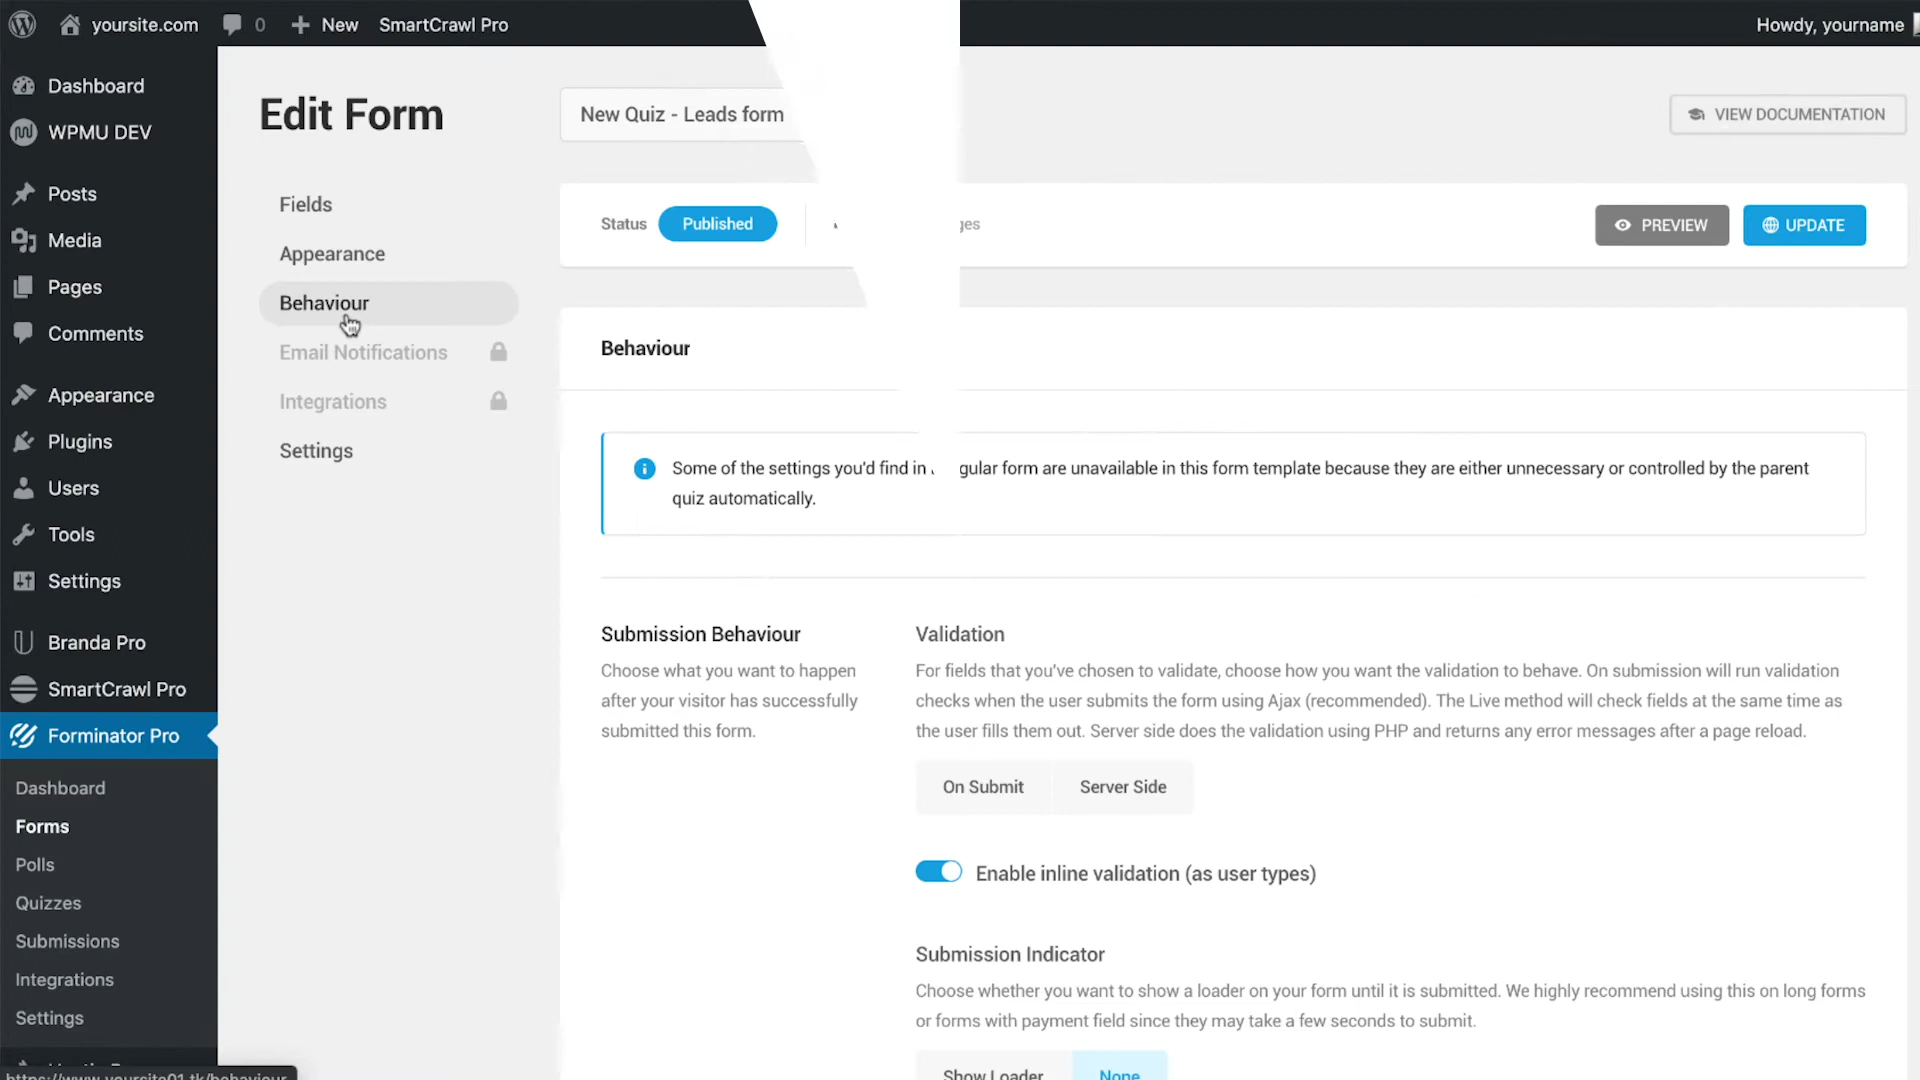 yoursite.com
0
New
SmartCrawl Pro
Howdy, yourname
Dashboard
WPMU DEV
Posts
Media
Pages
Comments
Appearance
Plugins
Users
Tools
Settings
Branda Pro
SmartCrawl Pro
Forminator Pro
Dashboard
Forms
Polls
Quizzes
Submissions
Integrations
Settings
Edit Form
New Quiz - Leads form
VIEW DOCUMENTATION
Fields
Appearance
Behaviour
Email Notifications
Integrations
Settings
Status
Published
PREVIEW
UPDATE
Behaviour
Some of the settings you'd find in gular form are unavailable in this form template because they are either unnecessary or controlled by the parent
quiz automatically.
Submission Behaviour
Choose what you want to happen
after your visitor has successfully
submitted this form.
Validation
For fields that you've chosen to validate, choose how you want the validation to behave. On submission will run validation
checks when the user submits the form using Ajax (recommended). The Live method will check fields at the same time as
the user fills them out. Server side does the validation using PHP and returns any error messages after a page reload.
On Submit
Server Side
Enable inline validation (as user types)
Submission Indicator
Choose whether you want to show a loader on your form until it is submitted. We highly recommend using this on long forms
or forms with payment field since they may take a few seconds to submit.
Show Loader
None
https://www.yoursite01.tk/behaviour